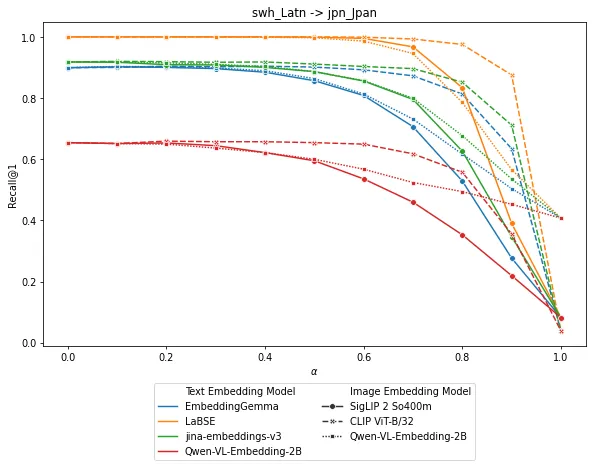 swh_Latn -> jpn_Jpan
Recall@1
1.0
0.8
0.6
0.4
0.2
0.0
0.0 0.2 0.4 0.6 0.8 1.0
α
Text Embedding Model
EmbeddingGemma
LaBSE
jina-embeddings-v3
Qwen-VL-Embedding-2B
Image Embedding Model
SigLIP 2 So400m
CLIP ViT-B/32
Qwen-VL-Embedding-2B